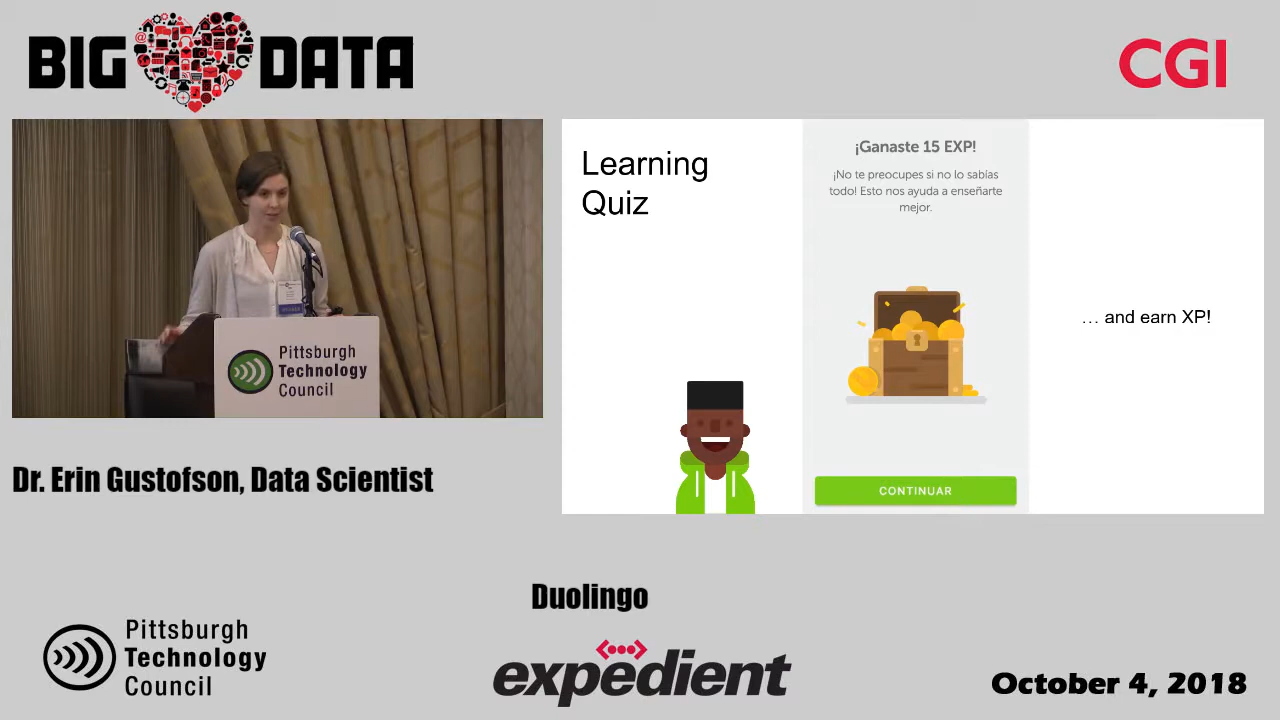 BIG DATA
CGI
Learning
Quiz
¡Ganaste 15 EXP!
¡No te preocupes si no lo sabías
todo! Esto nos ayuda a enseñarte
mejor.
… and earn XP!
CONTINUAR
Pittsburgh
Technology
Council
Dr. Erin Gustofson, Data Scientist
Duolingo
Pittsburgh
Technology
Council
expedient
October 4, 2018